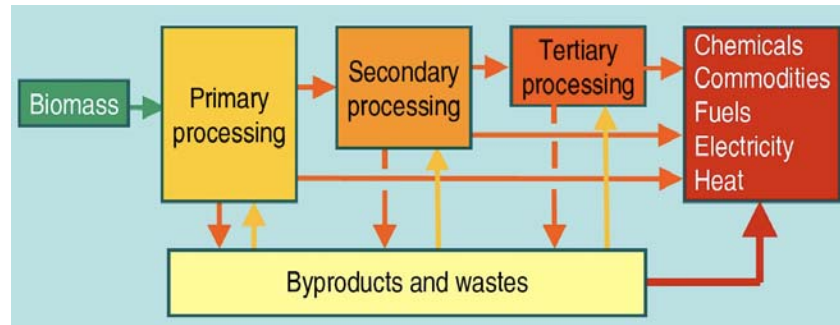 Biomass
Primary
processing
Secondary
processing
Tertiary
processing
Chemicals
Commodities
Fuels
Electricity
Heat
Byproducts and wastes